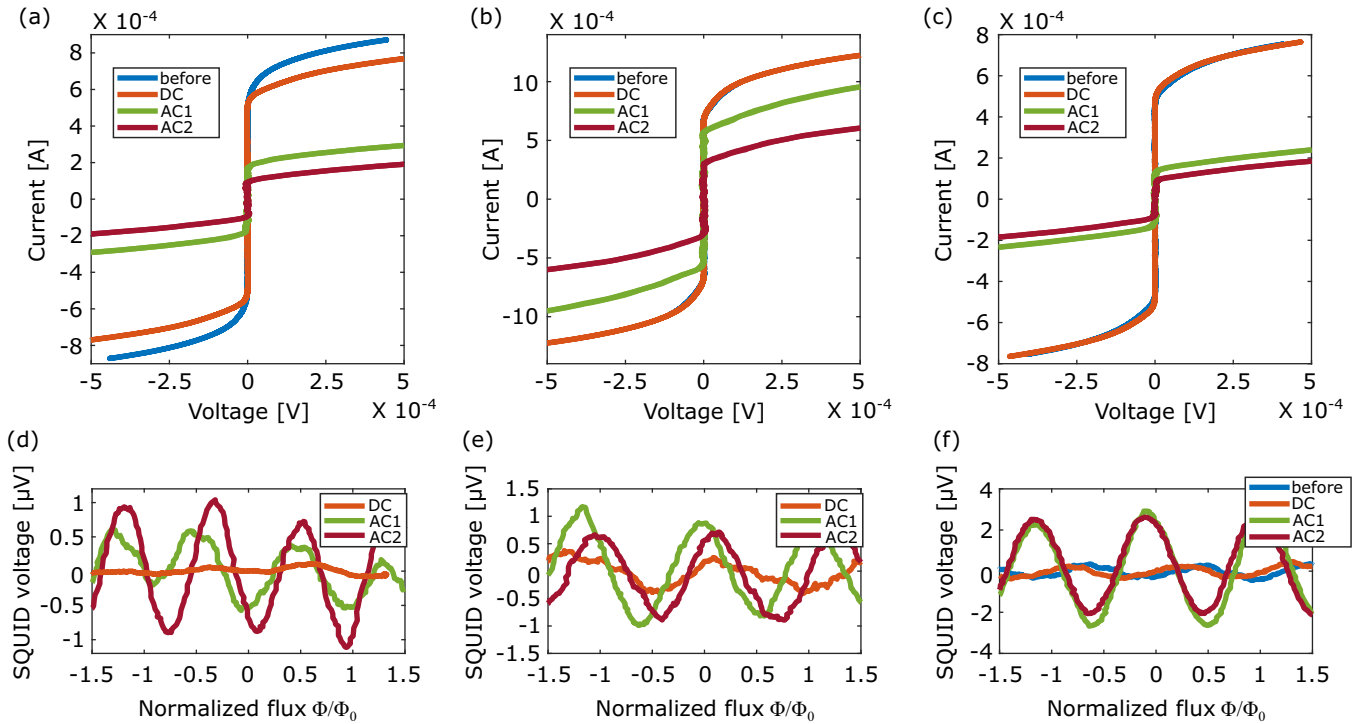 (a)
X 10⁻⁴
8
6
4
2
0
-2
-4
-6
-8
Current [A]
before
DC
AC1
AC2
-5 -2.5 0 2.5 5
Voltage [V] X 10⁻⁴
(b)
X 10⁻⁴
10
5
0
-5
-10
Current [A]
before
DC
AC1
AC2
-5 -2.5 0 2.5 5
Voltage [V] X 10⁻⁴
(c)
X 10⁻⁴
8
6
4
2
0
-2
-4
-6
-8
Current [A]
before
DC
AC1
AC2
-5 -2.5 0 2.5 5
Voltage [V] X 10⁻⁴
(d)
1
0.5
0
-0.5
-1
SQUID voltage [µV]
DC
AC1
AC2
-1.5 -1 -0.5 0 0.5 1 1.5
Normalized flux Φ/Φ₀
(e)
1.5
1
0.5
0
-0.5
-1
-1.5
SQUID voltage [µV]
DC
AC1
AC2
-1.5 -1 -0.5 0 0.5 1 1.5
Normalized flux Φ/Φ₀
(f)
4
2
0
-2
-4
SQUID voltage [µV]
before
DC
AC1
AC2
-1.5 -1 -0.5 0 0.5 1 1.5
Normalized flux Φ/Φ₀